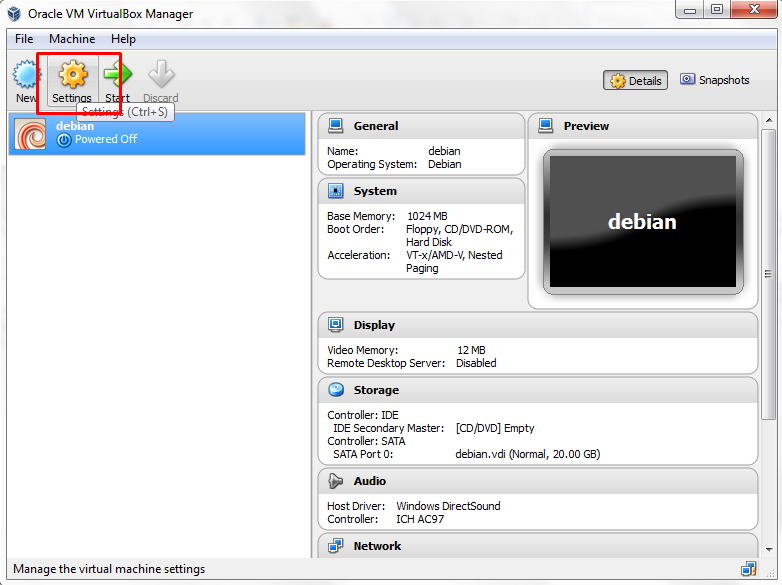 Oracle VM VirtualBox Manager
File Machine Help
New Settings Start Discard
Settings (Ctrl+S)
Details Snapshots
debian
Powered Off
General
Name: debian
Operating System: Debian
System
Base Memory: 1024 MB
Boot Order: Floppy, CD/DVD-ROM,
Hard Disk
Acceleration: VT-x/AMD-V, Nested
Paging
Preview
debian
Display
Video Memory: 12 MB
Remote Desktop Server: Disabled
Storage
Controller: IDE
IDE Secondary Master: [CD/DVD] Empty
Controller: SATA
SATA Port 0: debian.vdi (Normal, 20.00 GB)
Audio
Host Driver: Windows DirectSound
Controller: ICH AC97
Network
Manage the virtual machine settings